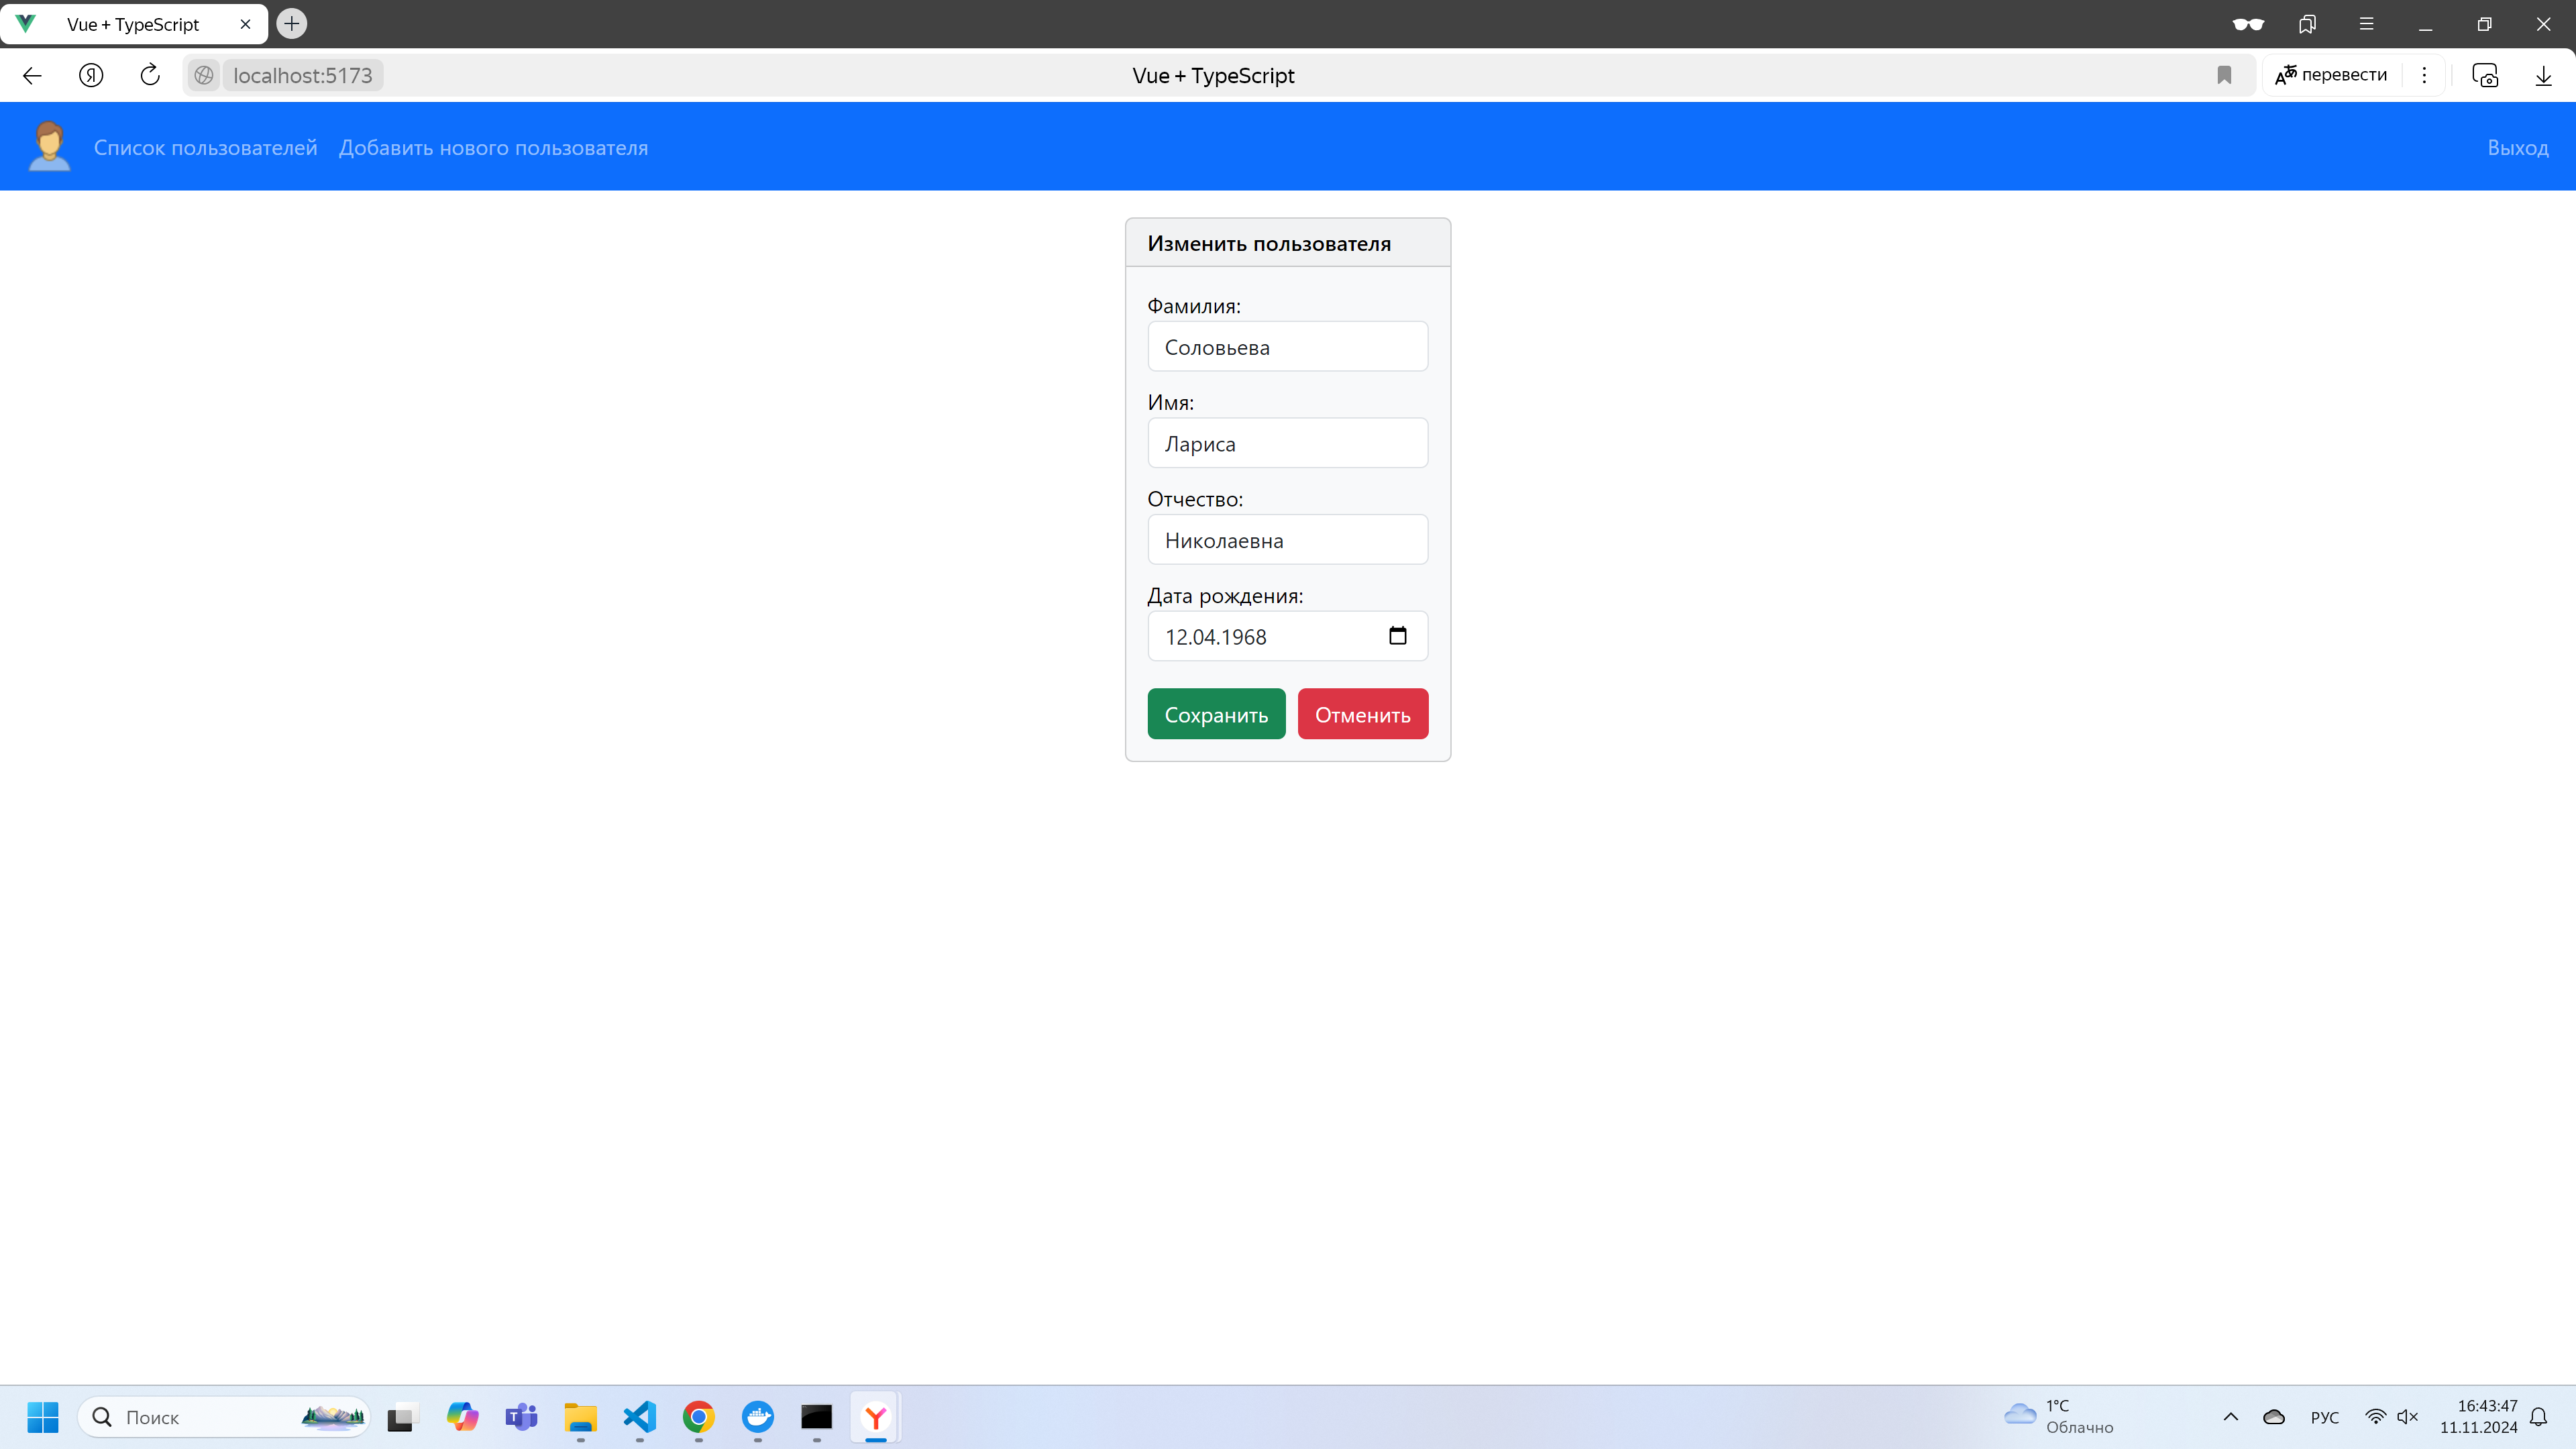 Vue + TypeScript
localhost:5173
Vue + TypeScript
перевести
Список пользователей
Добавить нового пользователя
Выход
Изменить пользователя
Фамилия:
Соловьева
Имя:
Лариса
Отчество:
Николаевна
Дата рождения:
12.04.1968
Сохранить
Отменить
Поиск
1°C
Облачно
РУС
16:43:47
11.11.2024